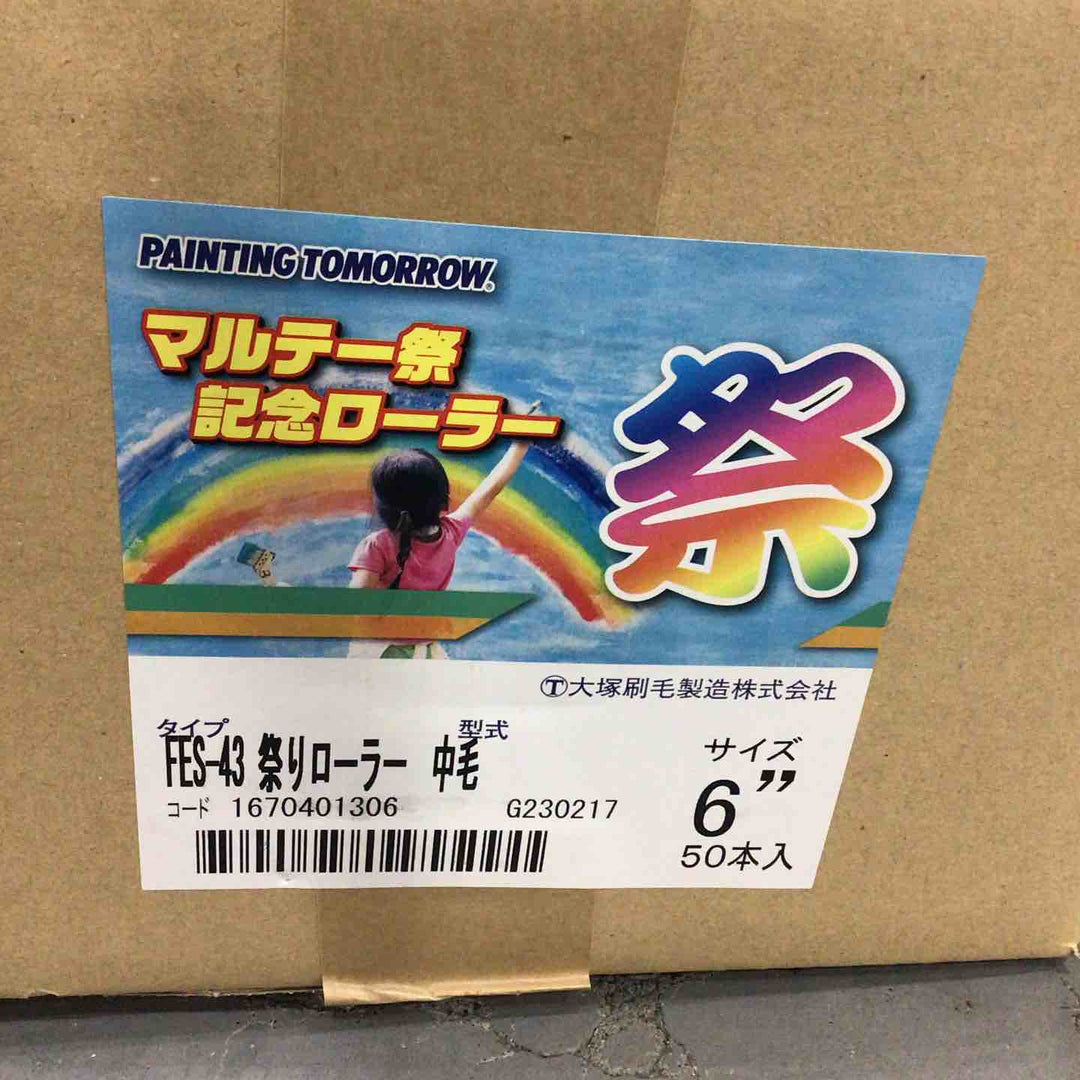 PAINTING TOMORROW®
マルテー祭
記念ローラー
祭
Ⓣ大塚刷毛製造株式会社
タイプ 型式
FES-43 祭りローラー 中毛
サイズ
6”
コード 1670401306 G230217
50本入